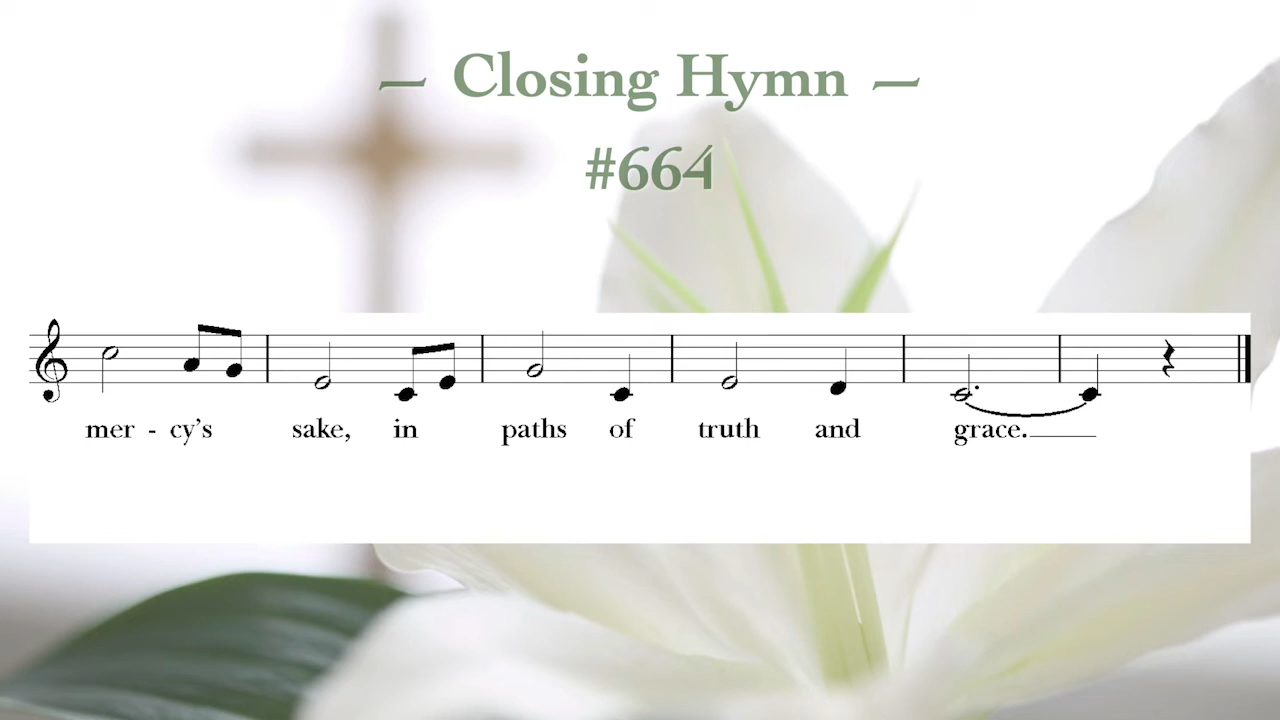 — Closing Hymn —
#664
mer - cy's sake, in paths of truth and grace.